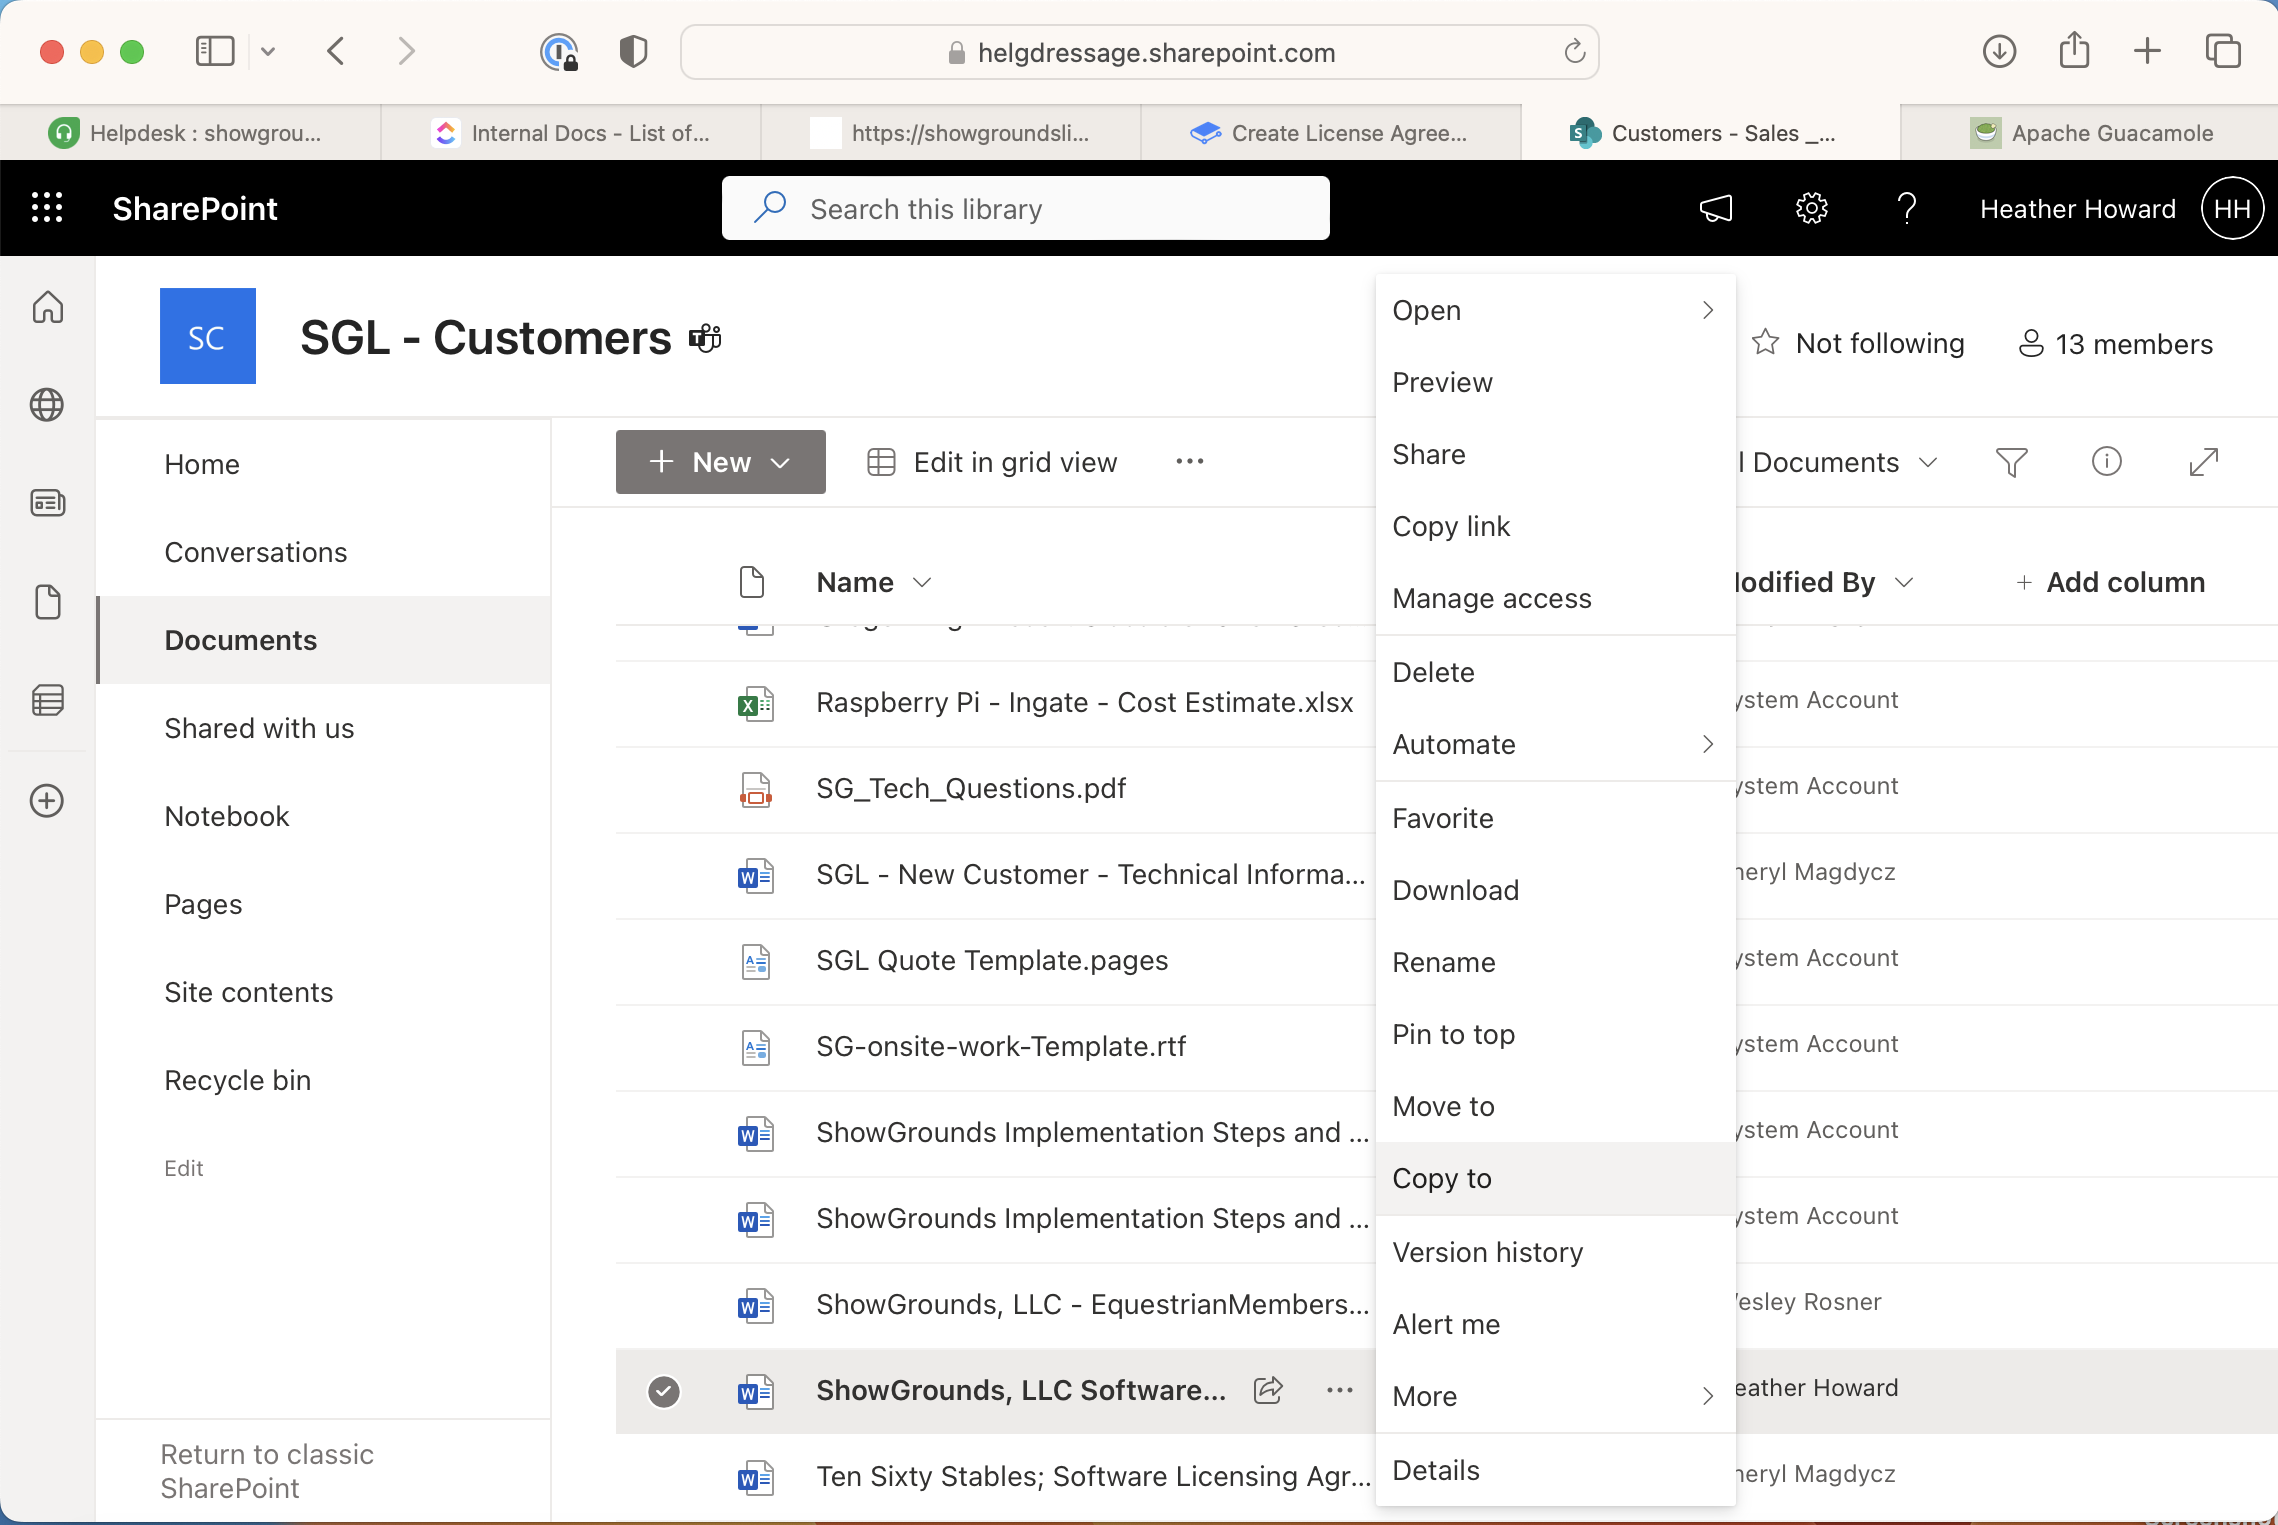 helgdressage.sharepoint.com
Helpdesk : showgrou...
Internal Docs - List of...
https://showgroundsli...
Create License Agree...
S
Customers - Sales _...
Apache Guacamole
SharePoint
Search this library
Heather Howard
HH
SC
SGL - Customers
T
Not following
13 members
Home
Conversations
Documents
Shared with us
Notebook
Pages
Site contents
Recycle bin
Edit
Return to classic
SharePoint
New
Edit in grid view
l Documents
Name
odified By
Add column
Raspberry Pi - Ingate - Cost Estimate.xlsx
ystem Account
SG_Tech_Questions.pdf
ystem Account
SGL - New Customer - Technical Informa...
heryl Magdycz
SGL Quote Template.pages
ystem Account
SG-onsite-work-Template.rtf
ystem Account
ShowGrounds Implementation Steps and ...
ystem Account
ShowGrounds Implementation Steps and ...
ystem Account
ShowGrounds, LLC - EquestrianMembers...
esley Rosner
ShowGrounds, LLC Software...
eather Howard
Ten Sixty Stables; Software Licensing Agr...
heryl Magdycz
Open
Preview
Share
Copy link
Manage access
Delete
Automate
Favorite
Download
Rename
Pin to top
Move to
Copy to
Version history
Alert me
More
Details